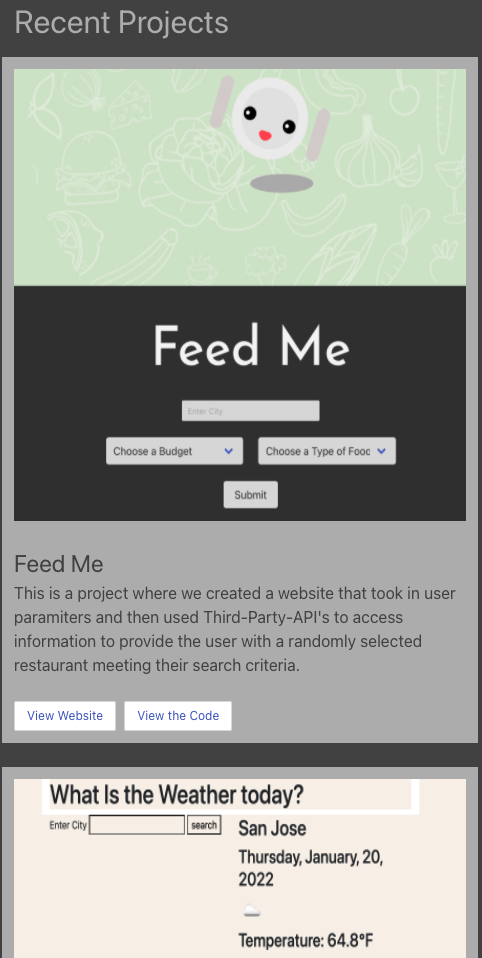 Recent Projects
Feed Me
Enter City
Choose a Budget
Choose a Type of Food
Submit
Feed Me
This is a project where we created a website that took in user
paramiters and then used Third-Party-API's to access
information to provide the user with a randomly selected
restaurant meeting their search criteria.
View Website
View the Code
What Is the Weather today?
Enter City
search
San Jose
Thursday, January, 20,
2022
Temperature: 64.8°F